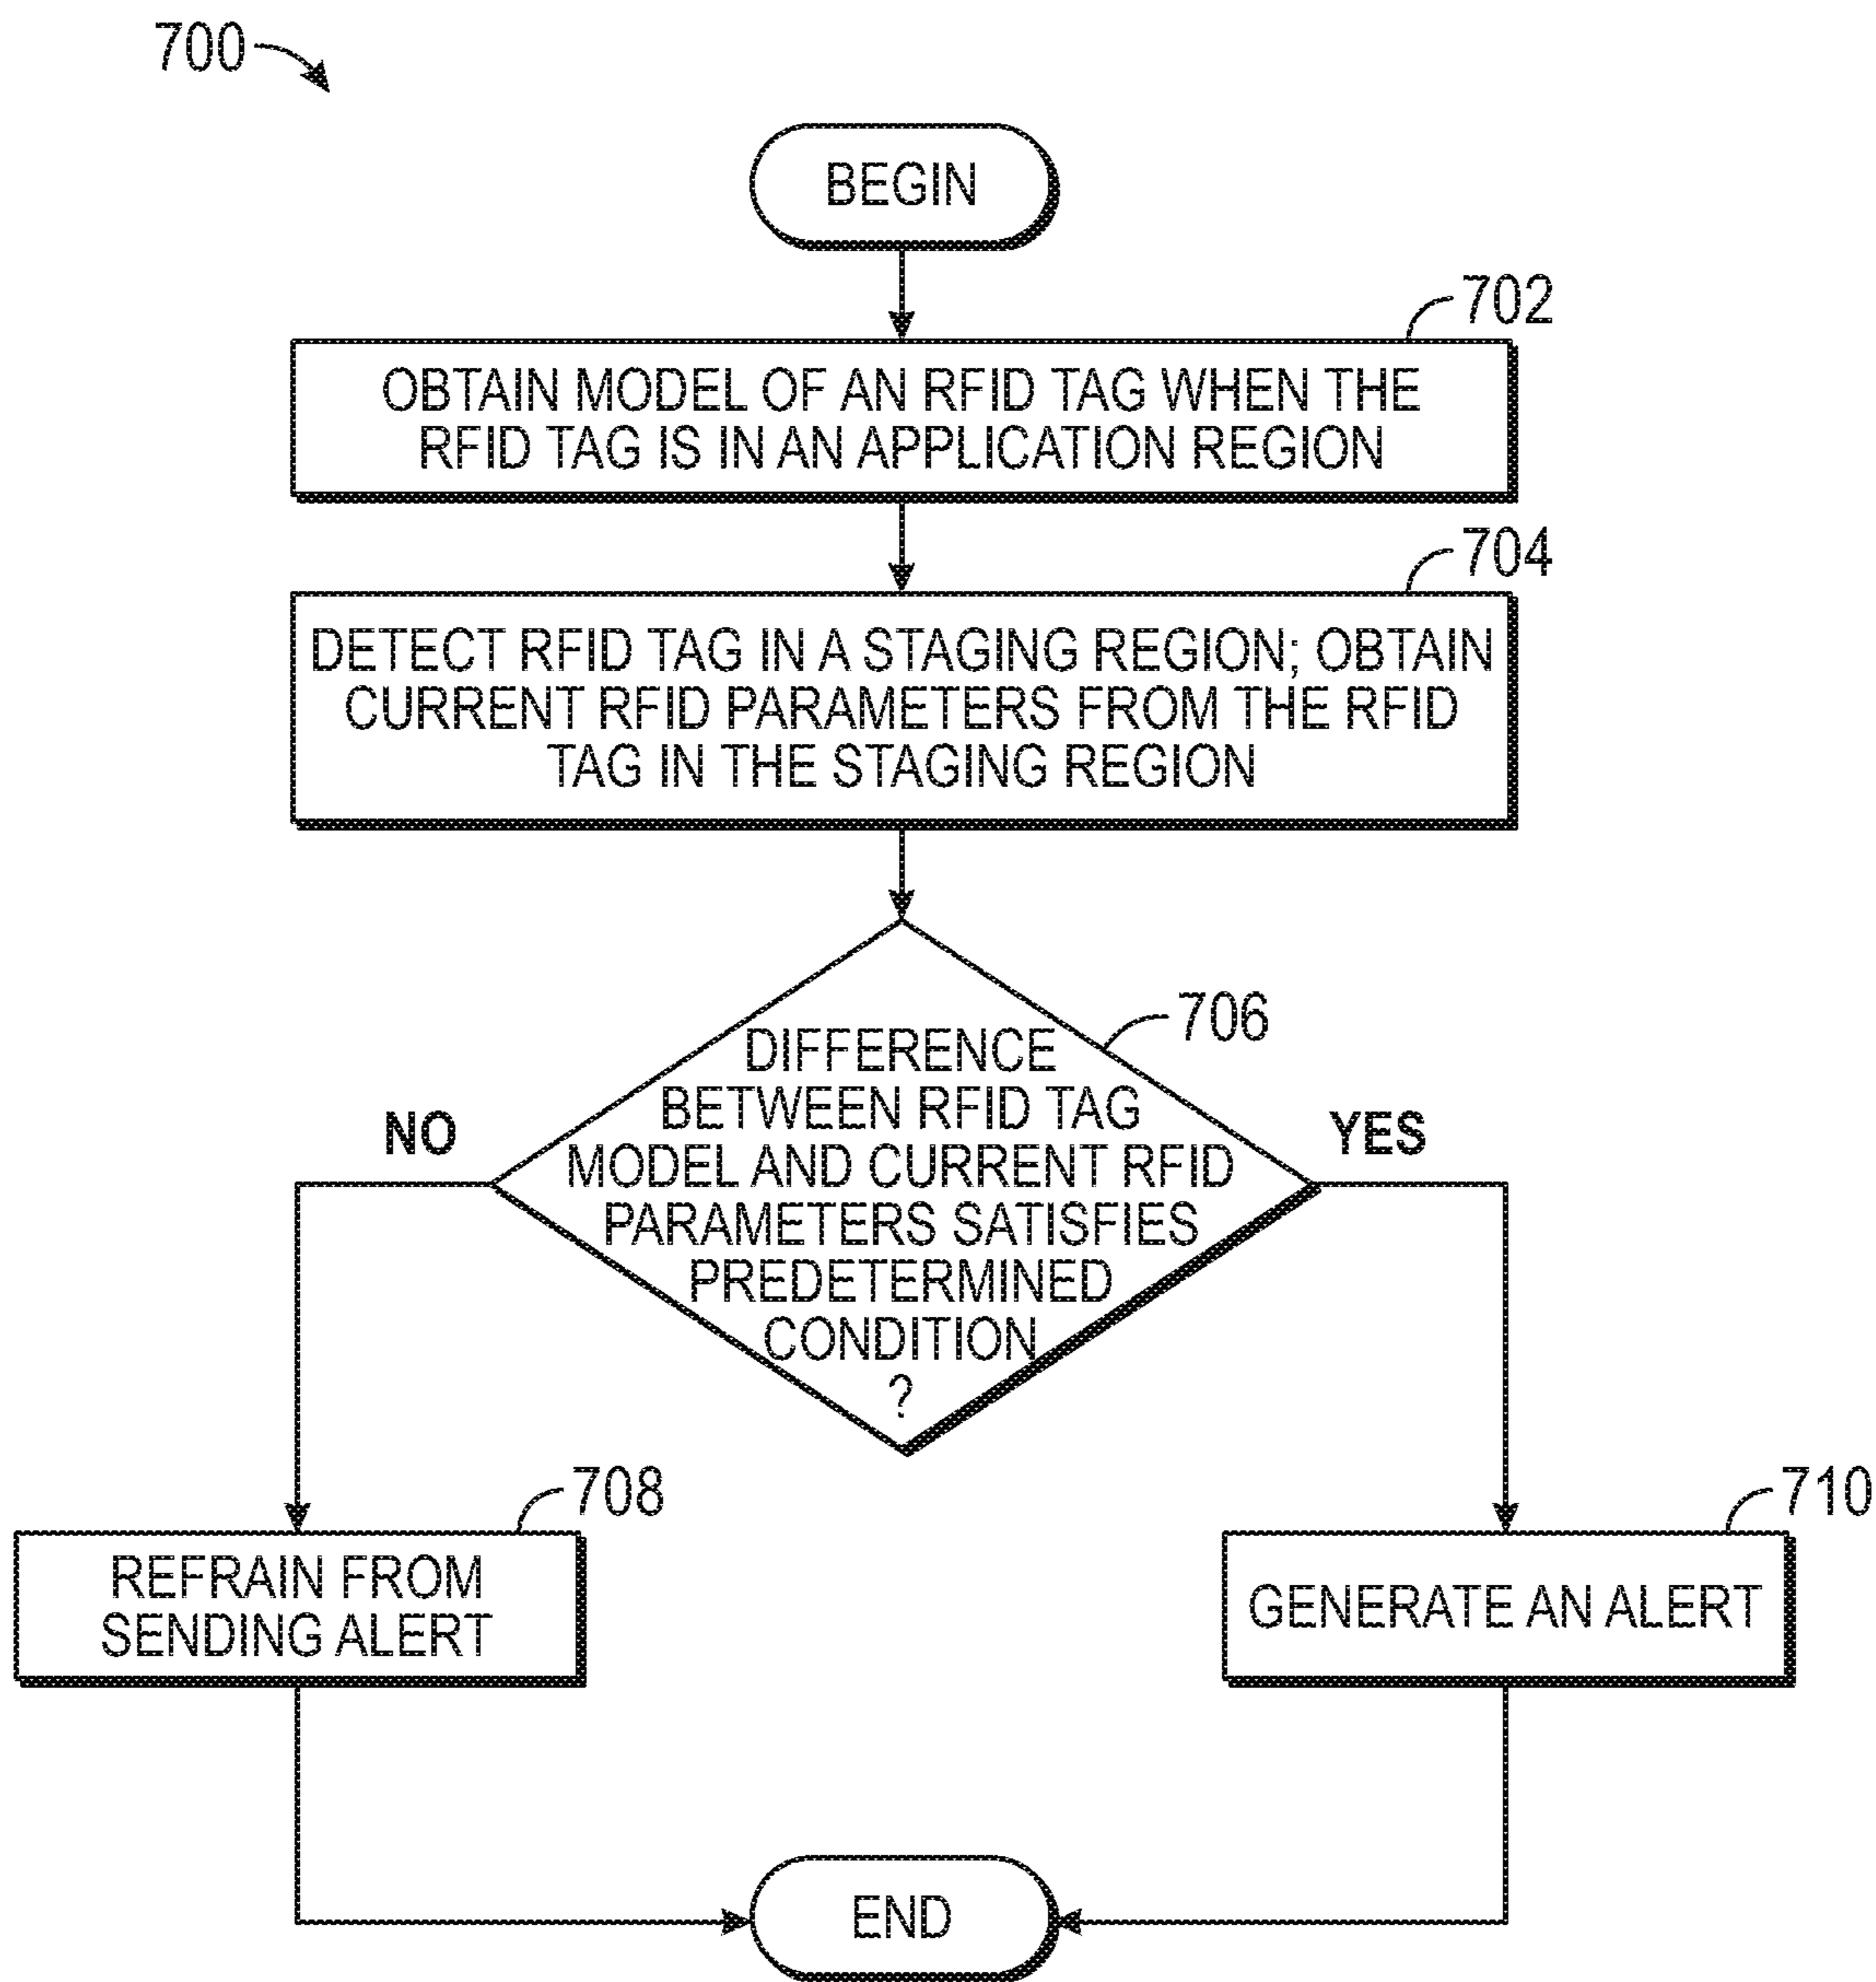 700
BEGIN
702
OBTAIN MODEL OF AN RFID TAG WHEN THE
RFID TAG IS IN AN APPLICATION REGION
704
DETECT RFID TAG IN A STAGING REGION; OBTAIN
CURRENT RFID PARAMETERS FROM THE RFID
TAG IN THE STAGING REGION
706
DIFFERENCE
BETWEEN RFID TAG
MODEL AND CURRENT RFID
PARAMETERS SATISFIES
PREDETERMINED
CONDITION
?
NO
YES
708
REFRAIN FROM
SENDING ALERT
710
GENERATE AN ALERT
END